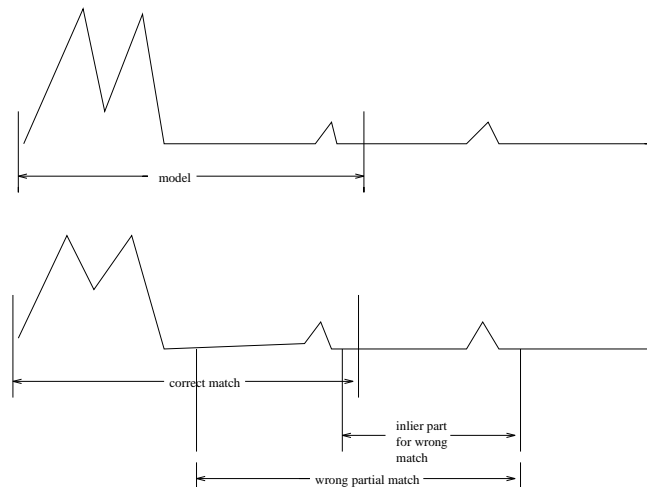 model
correct match
inlier part
for wrong
match
wrong partial match